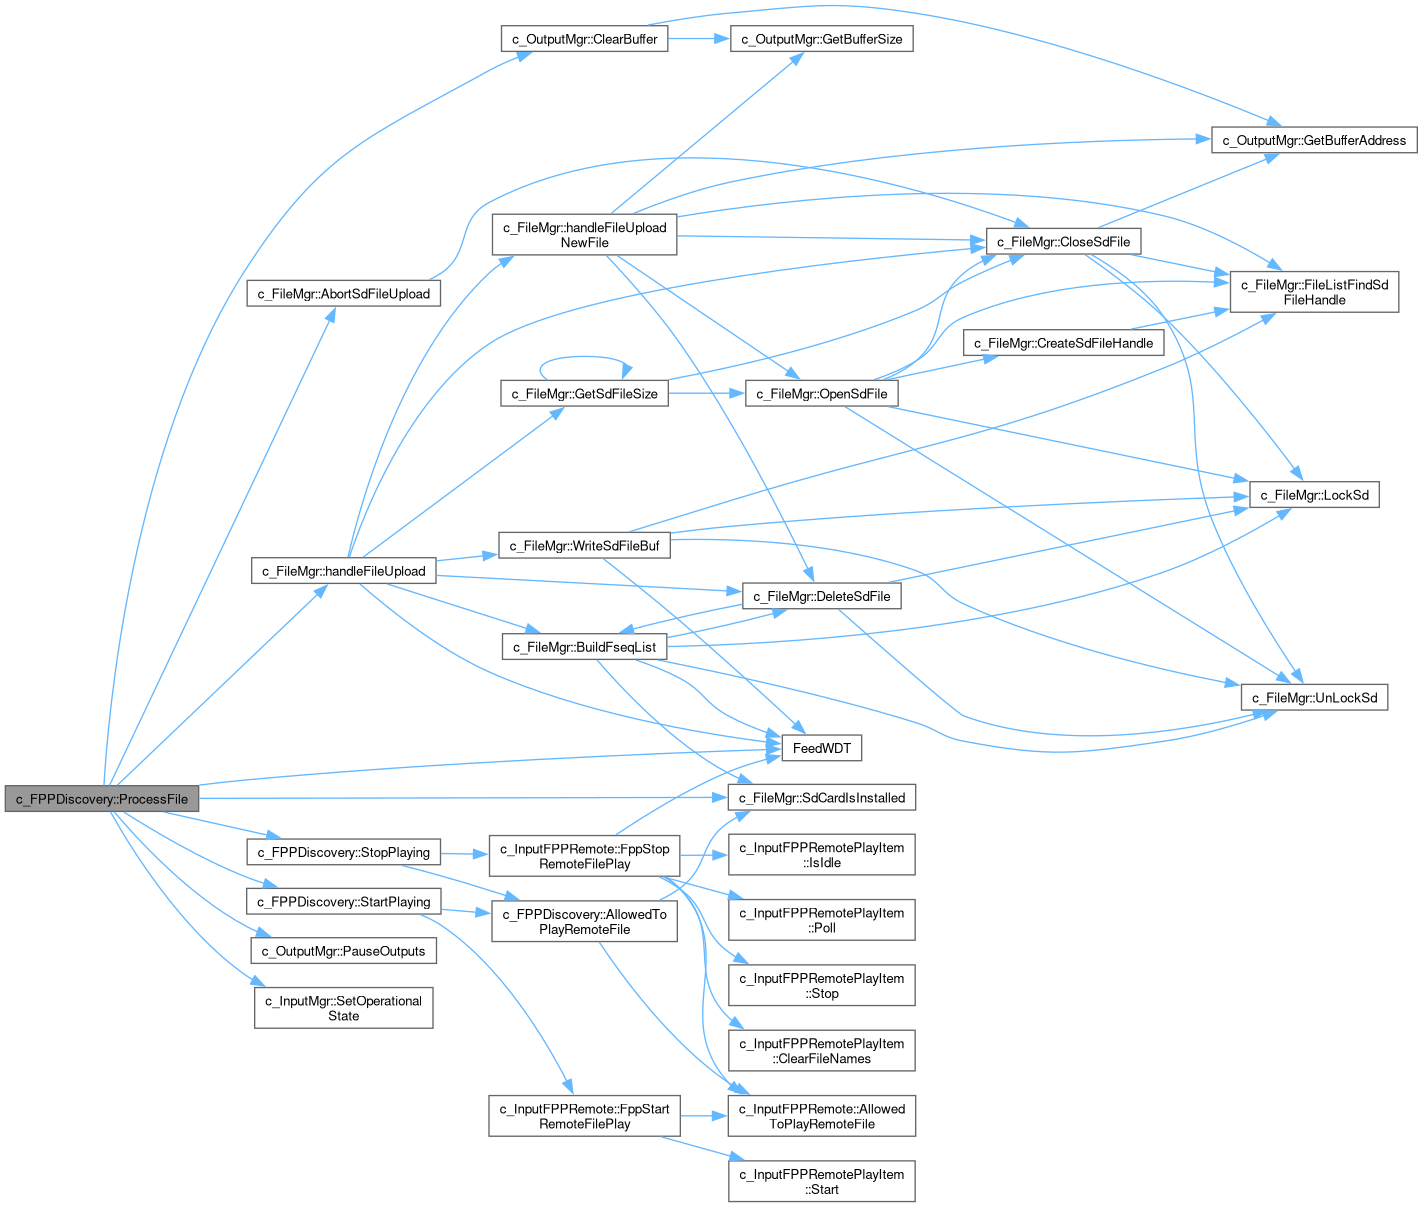 c_OutputMgr::ClearBuffer
c_OutputMgr::GetBufferSize
c_OutputMgr::GetBufferAddress
c_FileMgr::handleFileUpload
NewFile
c_FileMgr::CloseSdFile
c_FileMgr::AbortSdFileUpload
c_FileMgr::FileListFindSd
FileHandle
c_FileMgr::CreateSdFileHandle
c_FileMgr::GetSdFileSize
c_FileMgr::OpenSdFile
c_FileMgr::LockSd
c_FileMgr::WriteSdFileBuf
c_FileMgr::handleFileUpload
c_FileMgr::DeleteSdFile
c_FileMgr::BuildFseqList
c_FileMgr::UnLockSd
FeedWDT
c_FPPDiscovery::ProcessFile
c_FileMgr::SdCardIsInstalled
c_FPPDiscovery::StopPlaying
c_InputFPPRemote::FppStop
RemoteFilePlay
c_InputFPPRemotePlayItem
::IsIdle
c_FPPDiscovery::StartPlaying
c_FPPDiscovery::AllowedTo
PlayRemoteFile
c_InputFPPRemotePlayItem
::Poll
c_OutputMgr::PauseOutputs
c_InputFPPRemotePlayItem
::Stop
c_InputMgr::SetOperational
State
c_InputFPPRemotePlayItem
::ClearFileNames
c_InputFPPRemote::FppStart
RemoteFilePlay
c_InputFPPRemote::Allowed
ToPlayRemoteFile
c_InputFPPRemotePlayItem
::Start